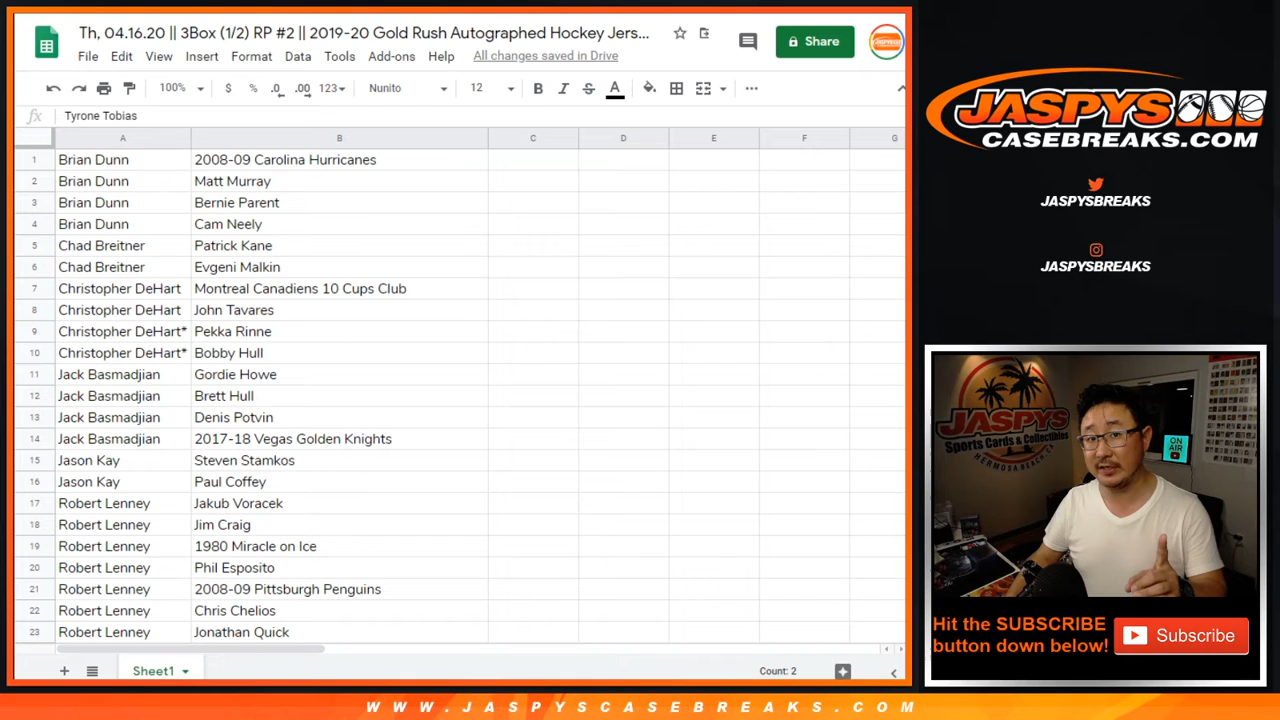 Th, 04.16.20 || 3Box (1/2) RP #2 || 2019-20 Gold Rush Autographed Hockey Jers...
File Edit View Insert Format Data Tools Add-ons Help All changes saved in Drive
Share
100% $ % .0 .00 123 Nunito 12 B I S A
fx Tyrone Tobias
A B C D E F G
1 Brian Dunn 2008-09 Carolina Hurricanes
2 Brian Dunn Matt Murray
3 Brian Dunn Bernie Parent
4 Brian Dunn Cam Neely
5 Chad Breitner Patrick Kane
6 Chad Breitner Evgeni Malkin
7 Christopher DeHart Montreal Canadiens 10 Cups Club
8 Christopher DeHart John Tavares
9 Christopher DeHart* Pekka Rinne
10 Christopher DeHart* Bobby Hull
11 Jack Basmadjian Gordie Howe
12 Jack Basmadjian Brett Hull
13 Jack Basmadjian Denis Potvin
14 Jack Basmadjian 2017-18 Vegas Golden Knights
15 Jason Kay Steven Stamkos
16 Jason Kay Paul Coffey
17 Robert Lenney Jakub Voracek
18 Robert Lenney Jim Craig
19 Robert Lenney 1980 Miracle on Ice
20 Robert Lenney Phil Esposito
21 Robert Lenney 2008-09 Pittsburgh Penguins
22 Robert Lenney Chris Chelios
23 Robert Lenney Jonathan Quick
Sheet1 Count: 2
JASPYS
CASEBREAKS.COM
JASPYSBREAKS
JASPYSBREAKS
JASPYS
Sports Cards & Collectibles
HERMOSA BEACH, CA
ON
AIR
Hit the SUBSCRIBE
button down below!
Subscribe
WWW.JASPYSCASEBREAKS.COM